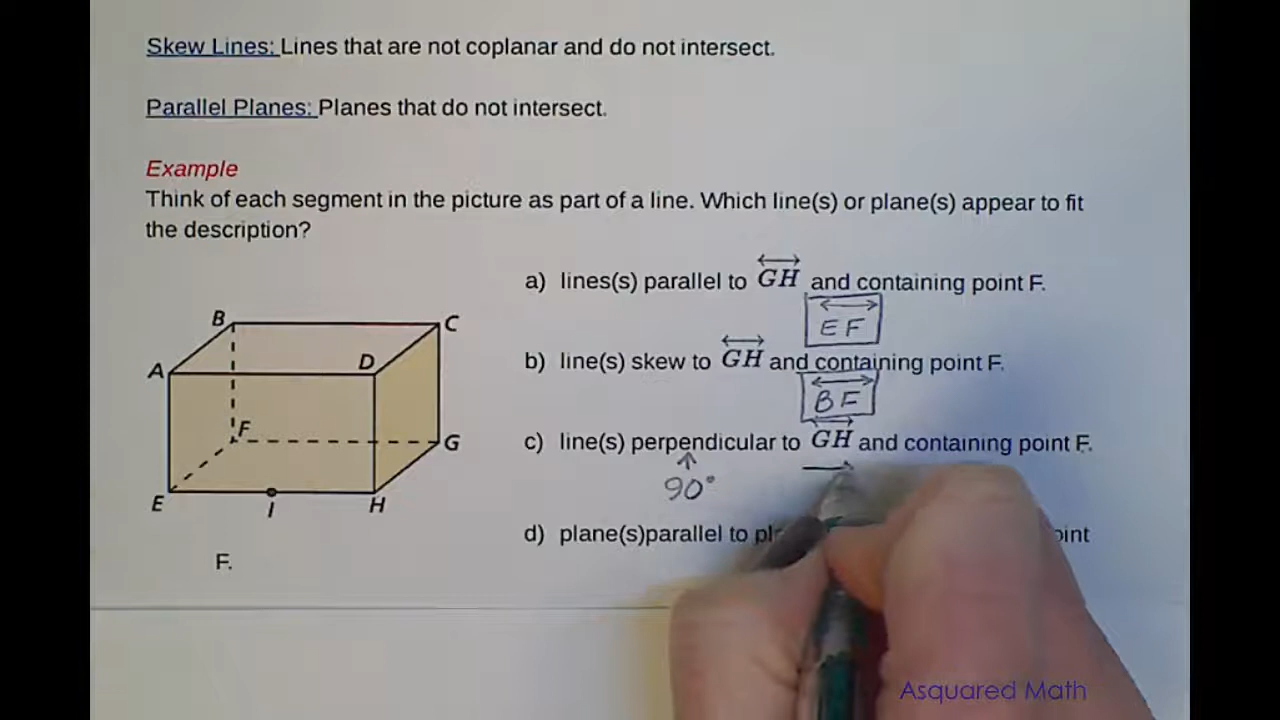 Skew Lines: Lines that are not coplanar and do not intersect.
Parallel Planes: Planes that do not intersect.
Example
Think of each segment in the picture as part of a line. Which line(s) or plane(s) appear to fit
the description?
a) lines(s) parallel to GH and containing point F.
EF
b) line(s) skew to GH and containing point F.
BF
c) line(s) perpendicular to GH and containing point F.
90°
d) plane(s)parallel to
F.
B
C
A
D
F
G
E
I
H
Asquared Math